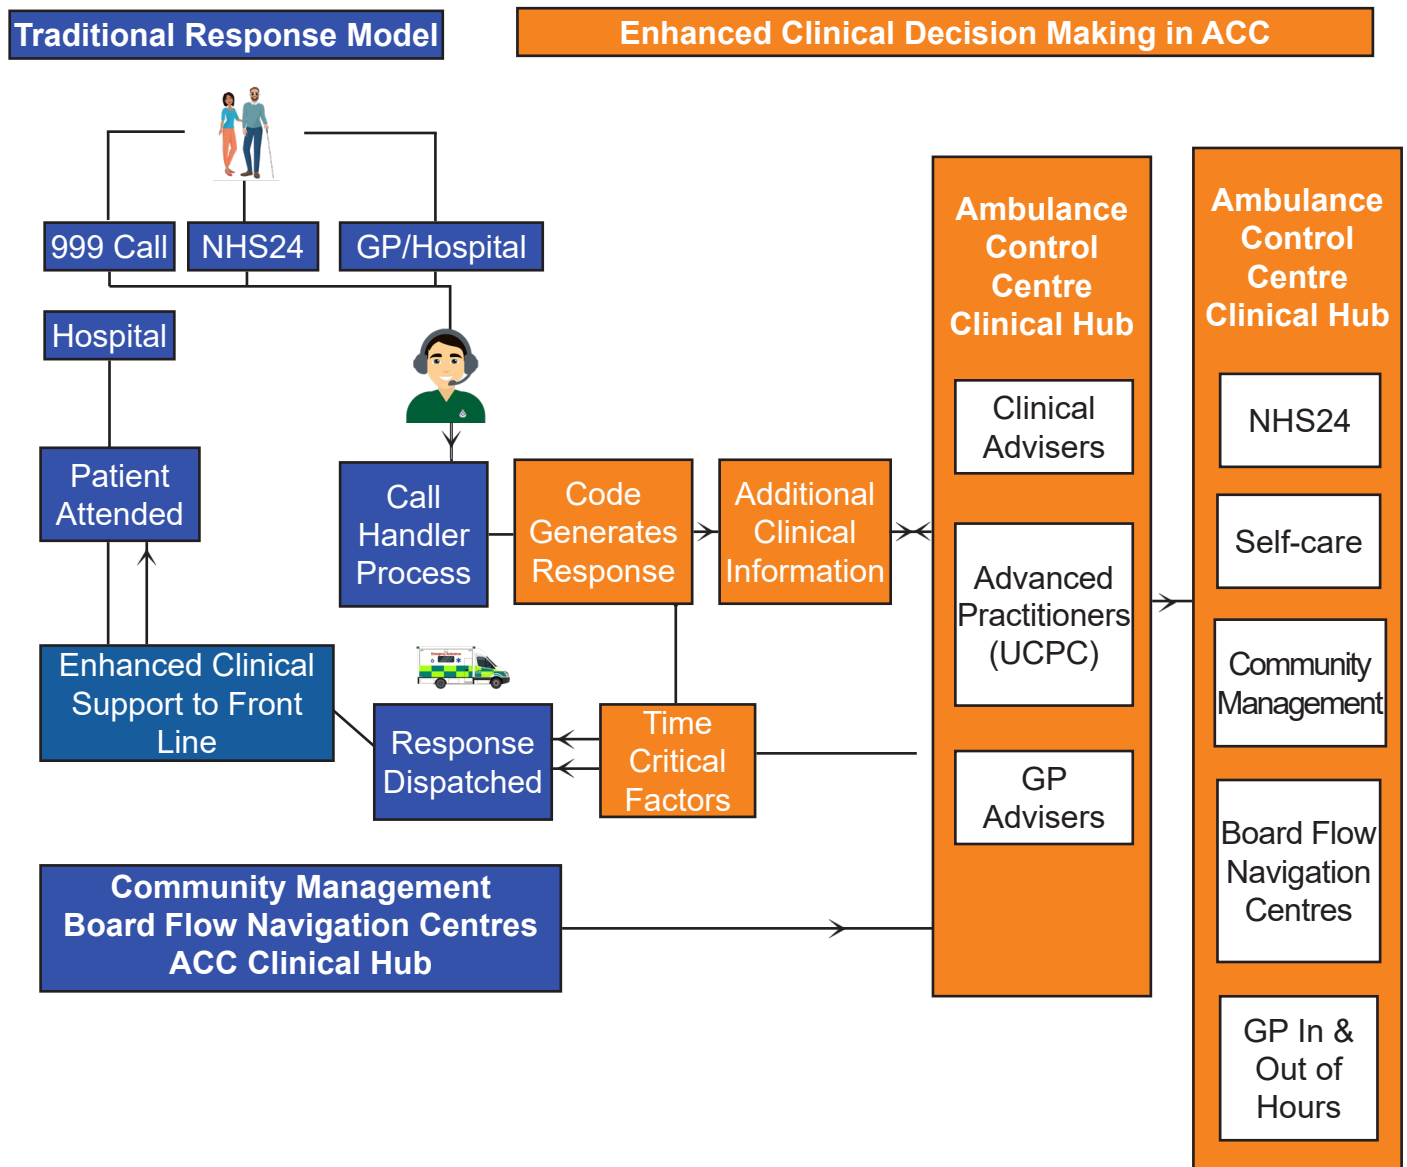 Traditional Response Model
Enhanced Clinical Decision Making in ACC
999 Call
NHS24
GP/Hospital
Hospital
Patient
Attended
Call
Handler
Process
Code
Generates
Response
Additional
Clinical
Information
Enhanced Clinical
Support to Front
Line
Response
Dispatched
Time
Critical
Factors
Community Management
Board Flow Navigation Centres
ACC Clinical Hub
Ambulance
Control
Centre
Clinical Hub
Clinical
Advisers
Advanced
Practitioners
(UCPC)
GP
Advisers
Ambulance
Control
Centre
Clinical Hub
NHS24
Self-care
Community
Management
Board Flow
Navigation
Centres
GP In &
Out of
Hours